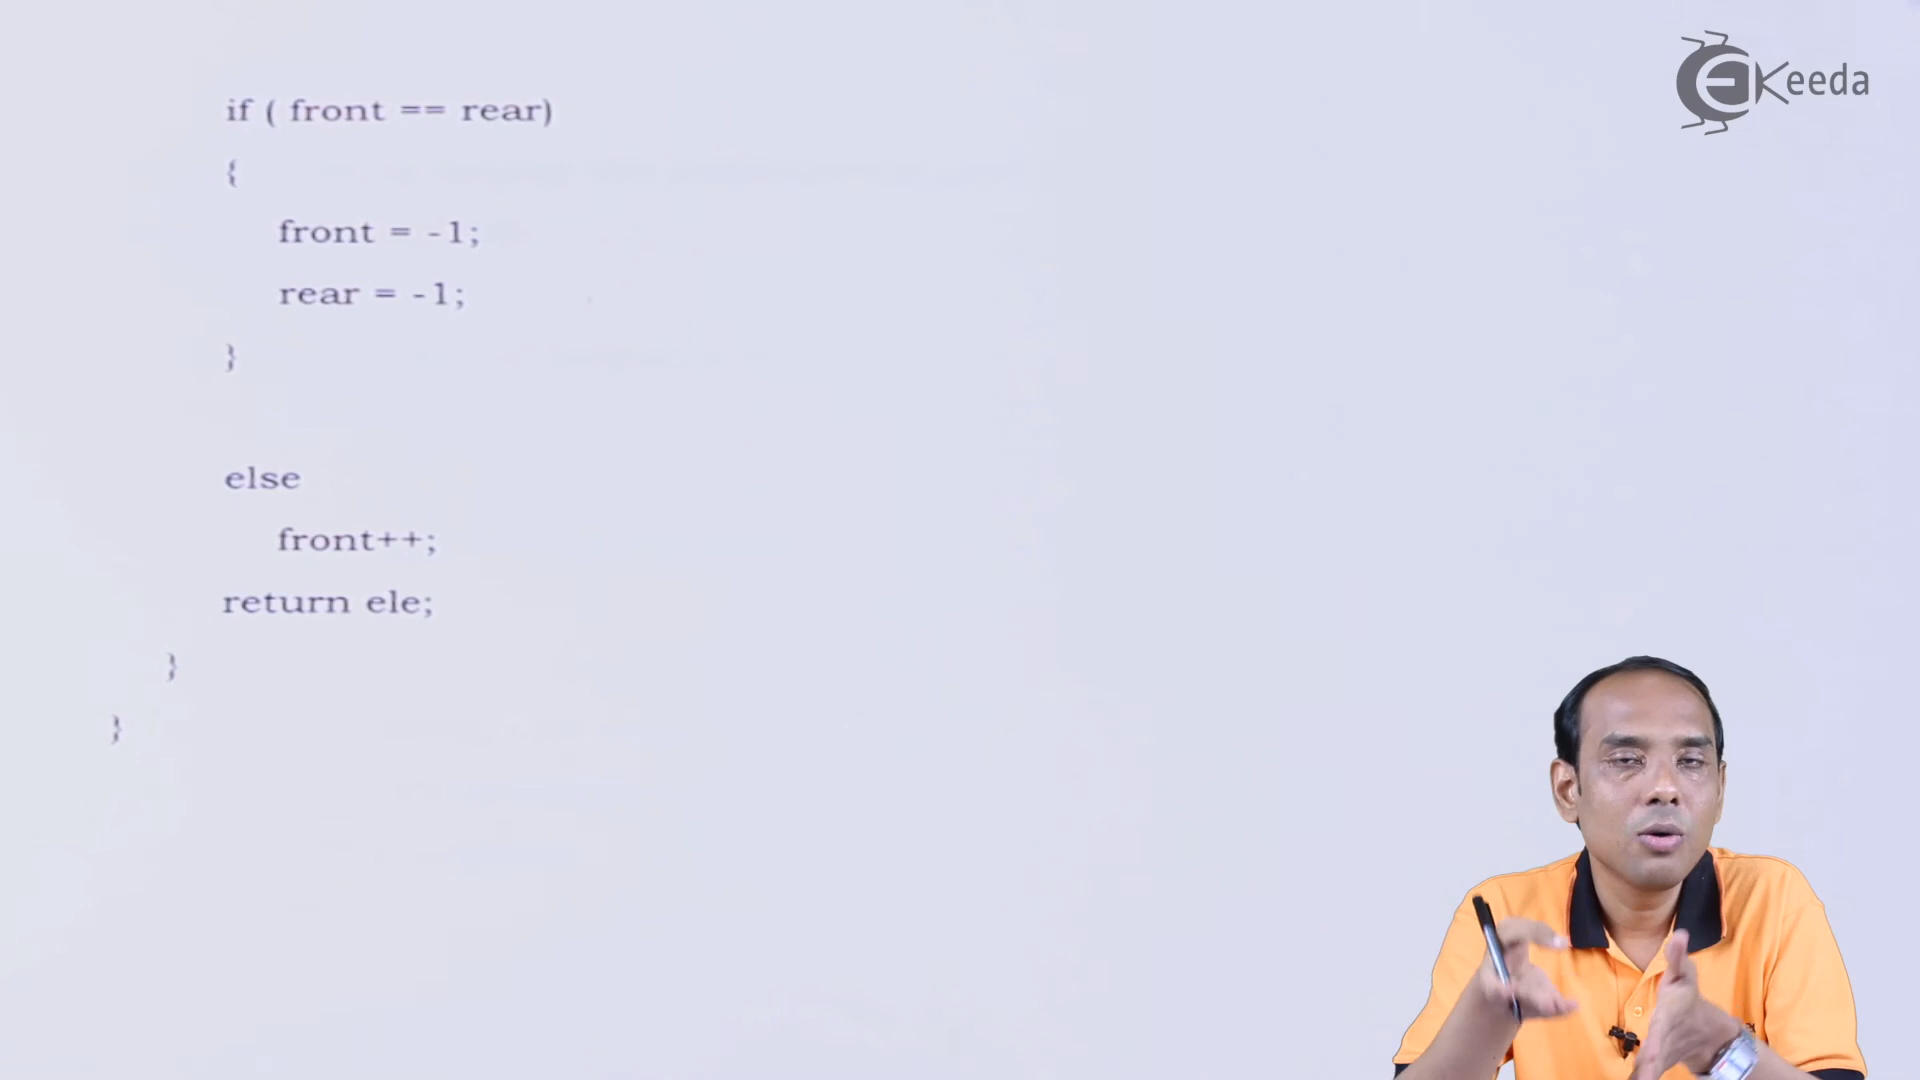 Keeda
if ( front == rear)
{
front = -1;
rear = -1;
}
else
front++;
return ele;
}
}